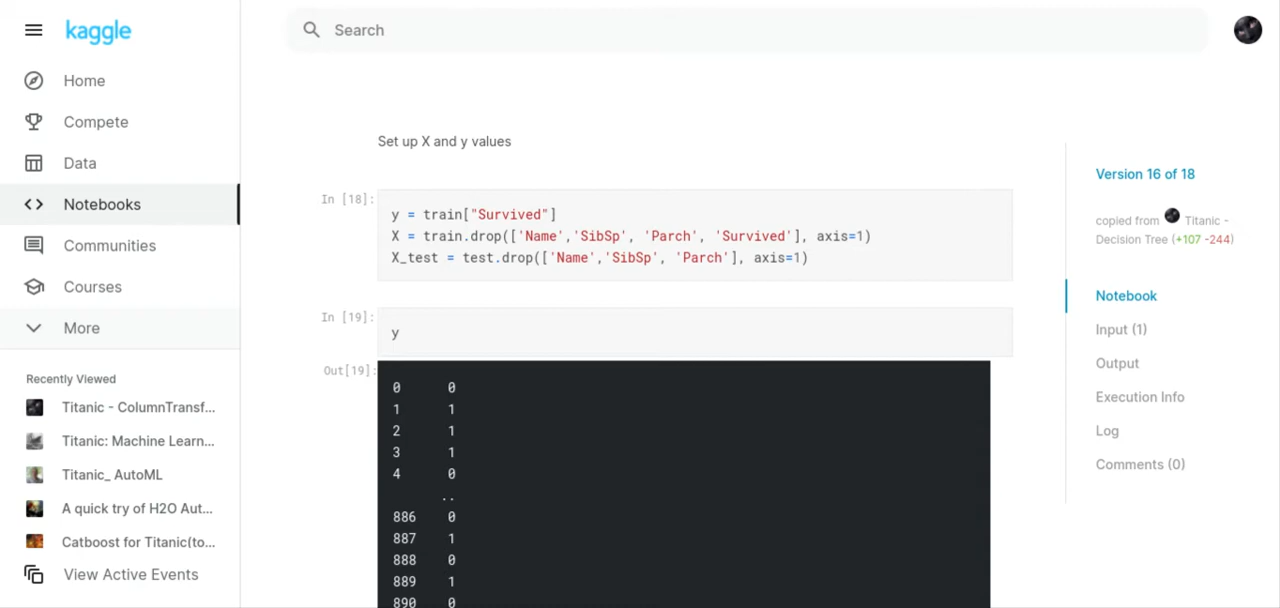 kaggle
Search
Home
Compete
Data
Notebooks
Communities
Courses
More
Recently Viewed
Titanic - ColumnTransf...
Titanic: Machine Learn...
Titanic_ AutoML
A quick try of H2O Aut...
Catboost for Titanic(to...
View Active Events
Set up X and y values
In [18]:
y = train["Survived"]
X = train.drop(['Name','SibSp', 'Parch', 'Survived'], axis=1)
X_test = test.drop(['Name','SibSp', 'Parch'], axis=1)
In [19]:
y
Out[19]:
0      0
1      1
2      1
3      1
4      0
..
886    0
887    1
888    0
889    1
890    0
Version 16 of 18
copied from Titanic -
Decision Tree (+107 -244)
Notebook
Input (1)
Output
Execution Info
Log
Comments (0)